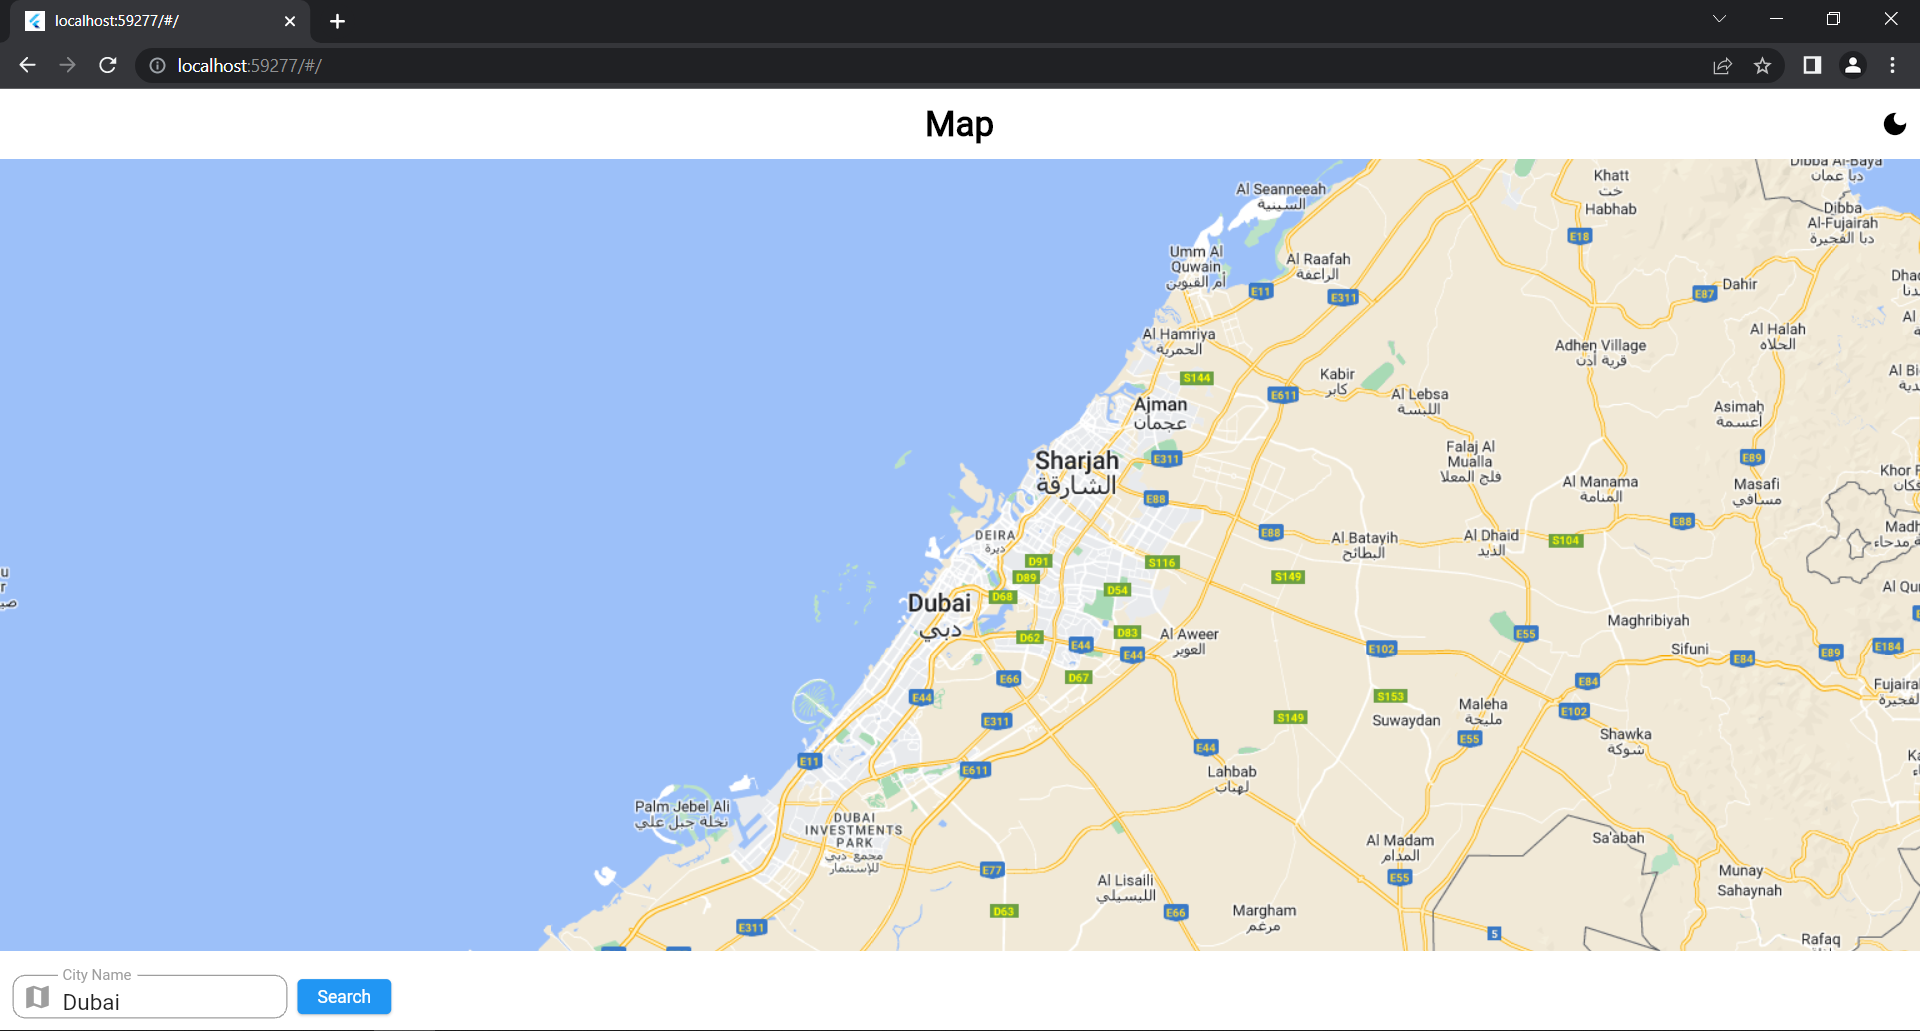 localhost:59277/#/
localhost:59277/#/
Map
Dibba Al-Baya
دبا عمان
Khatt
خت
Habhab
Al Seanneeah
السينية
Dibba
Al-Fujairah
دبا الفجيرة
E18
Umm Al
Quwain
أم القيوين
Al Raafah
الراعفة
E11
E311
E87
Dahir
Al Hamriya
الحمرية
Al Halah
الحلاه
Adhen Village
قرية أذن
S144
Kabir
كابر
E611
Al Lebsa
اللبسة
Ajman
عجمان
Asimah
أعسمة
Sharjah
الشارقة
E311
Falaj Al
Mualla
فلج المعلا
E89
E88
Al Manama
المنامة
Masafi
مسافي
E88
DEIRA
ديرة
E88
Al Batayih
البطائح
Al Dhaid
الذيد
S104
D91
S116
D89
S149
D54
D68
Dubai
دبي
Maghribiyah
D62
D83
E44
E44
Al Aweer
العوير
E55
E102
Sifuni
E84
E89
E184
E66
D67
E84
E44
S153
Maleha
مليحة
E102
E311
S149
Suwaydan
E55
Shawka
شوكة
E44
E11
E611
Lahbab
لهباب
Palm Jebel Ali
نخلة جبل علي
DUBAI
INVESTMENTS
PARK
مجمع دبي
للإستثمار
Al Madam
المدام
Sa'abah
E77
E55
Munay
Al Lisaili
الليسيلي
Sahaynah
D63
E66
Margham
مرغم
E311
5
Rafaq
City Name
Dubai
Search